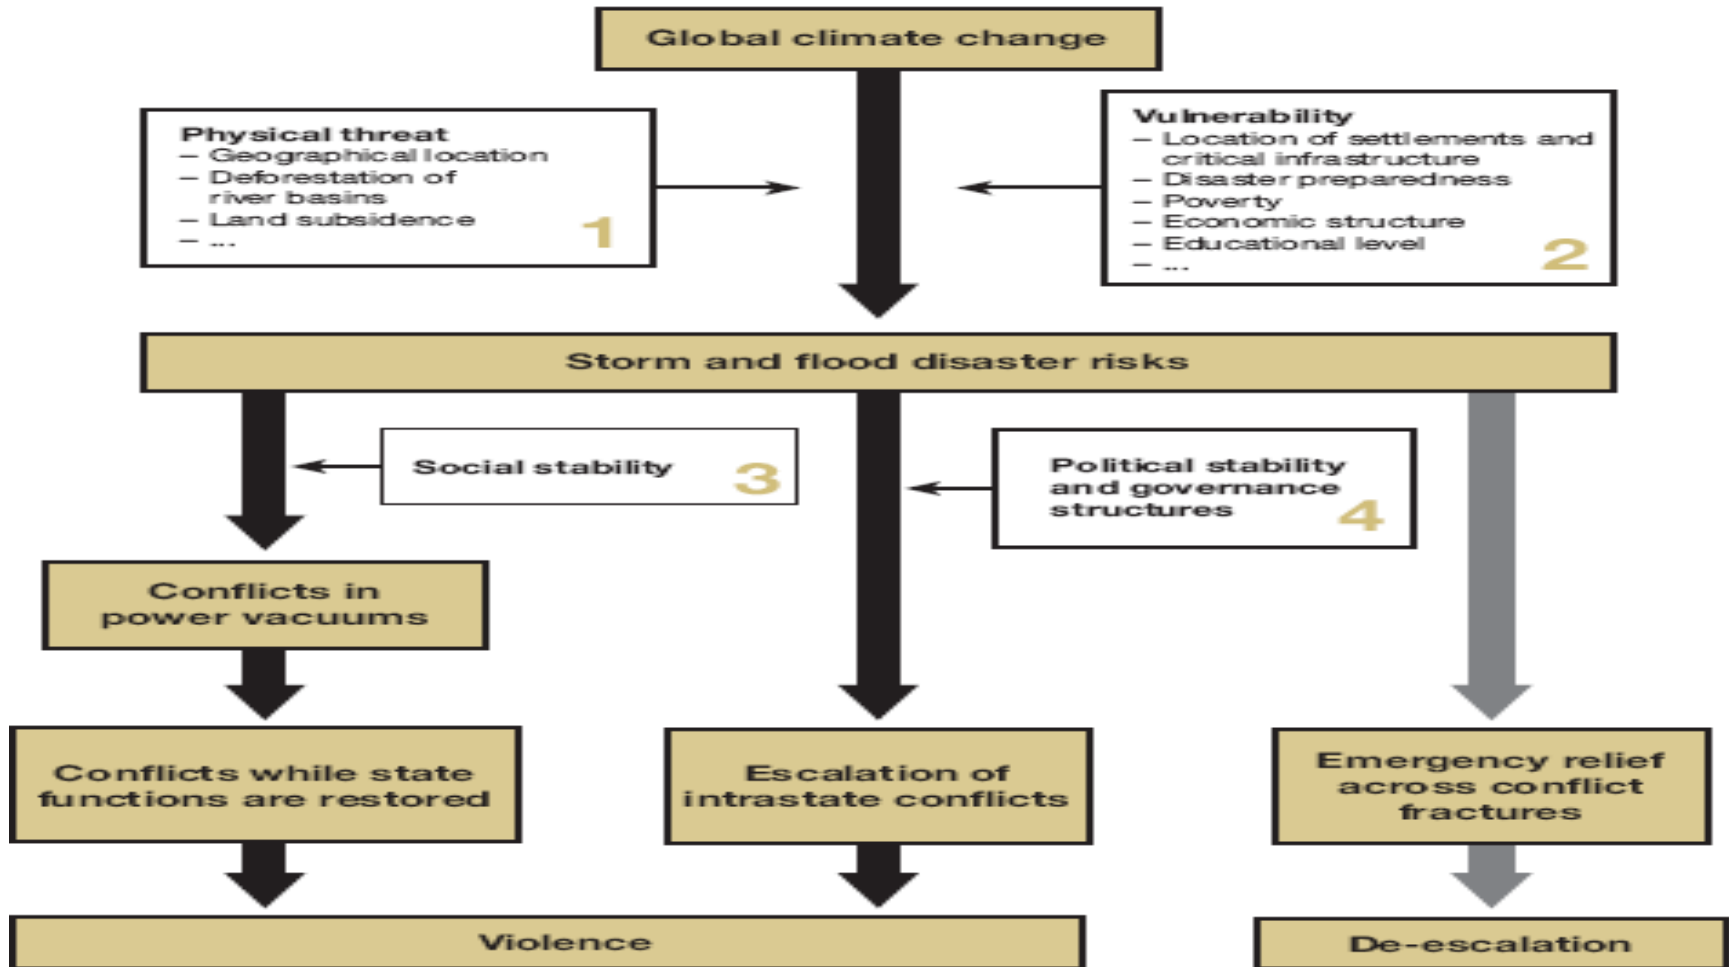 Global climate change
Physical threat
– Geographical location
– Deforestation of
river basins
– Land subsidence
– ...
1
Vulnerability
– Location of settlements and
critical infrastructure
– Disaster preparedness
– Poverty
– Economic structure
– Educational level
– ...
2
Storm and flood disaster risks
Social stability
3
Political stability
and governance
structures
4
Conflicts in
power vacuums
Conflicts while state
functions are restored
Escalation of
intrastate conflicts
Emergency relief
across conflict
fractures
Violence
De-escalation